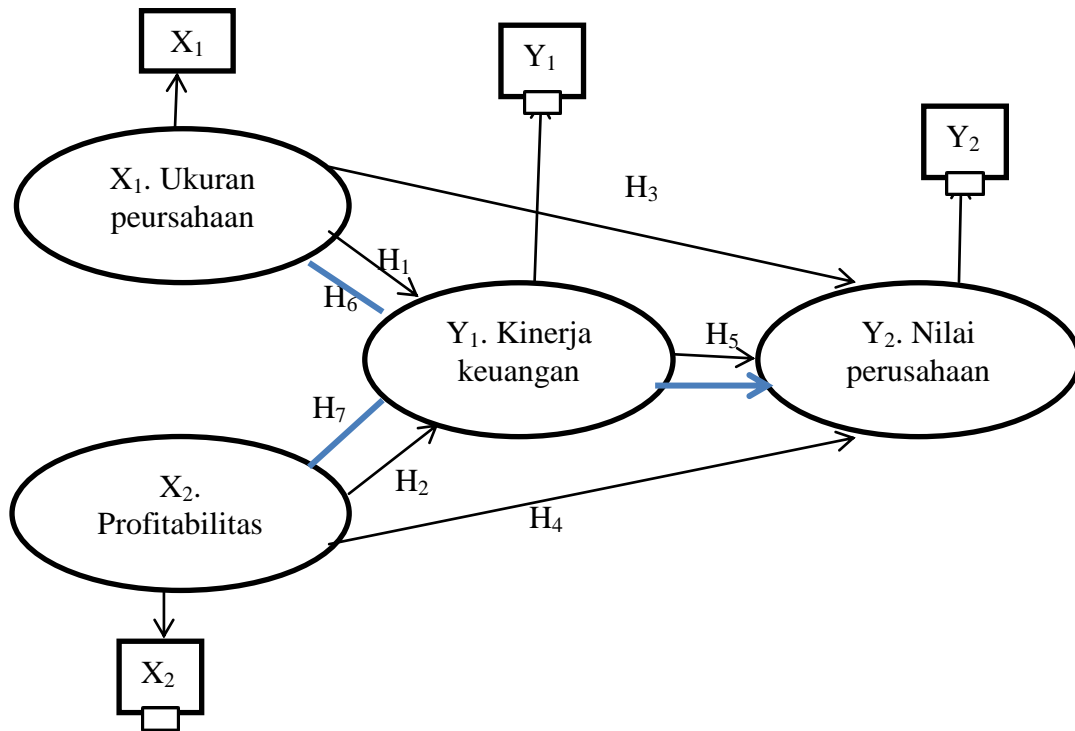 X₁
Y₁
Y₂
X₁. Ukuran
peursahaan
H₃
H₁
H₆
Y₁. Kinerja
keuangan
H₅
Y₂. Nilai
perusahaan
H₇
H₂
X₂.
Profitabilitas
H₄
X₂